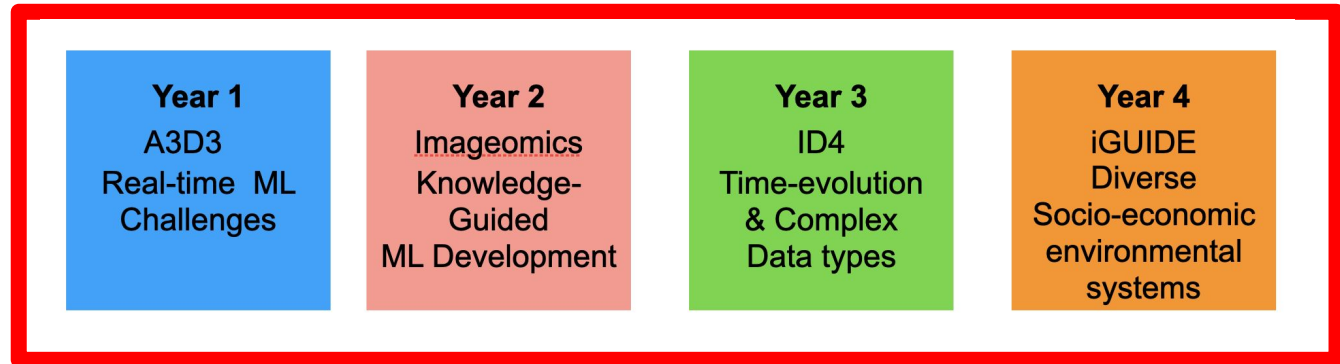 Year 1
A3D3
Real-time ML
Challenges
Year 2
Imageomics
Knowledge-
Guided
ML Development
Year 3
ID4
Time-evolution
& Complex
Data types
Year 4
iGUIDE
Diverse
Socio-economic
environmental
systems